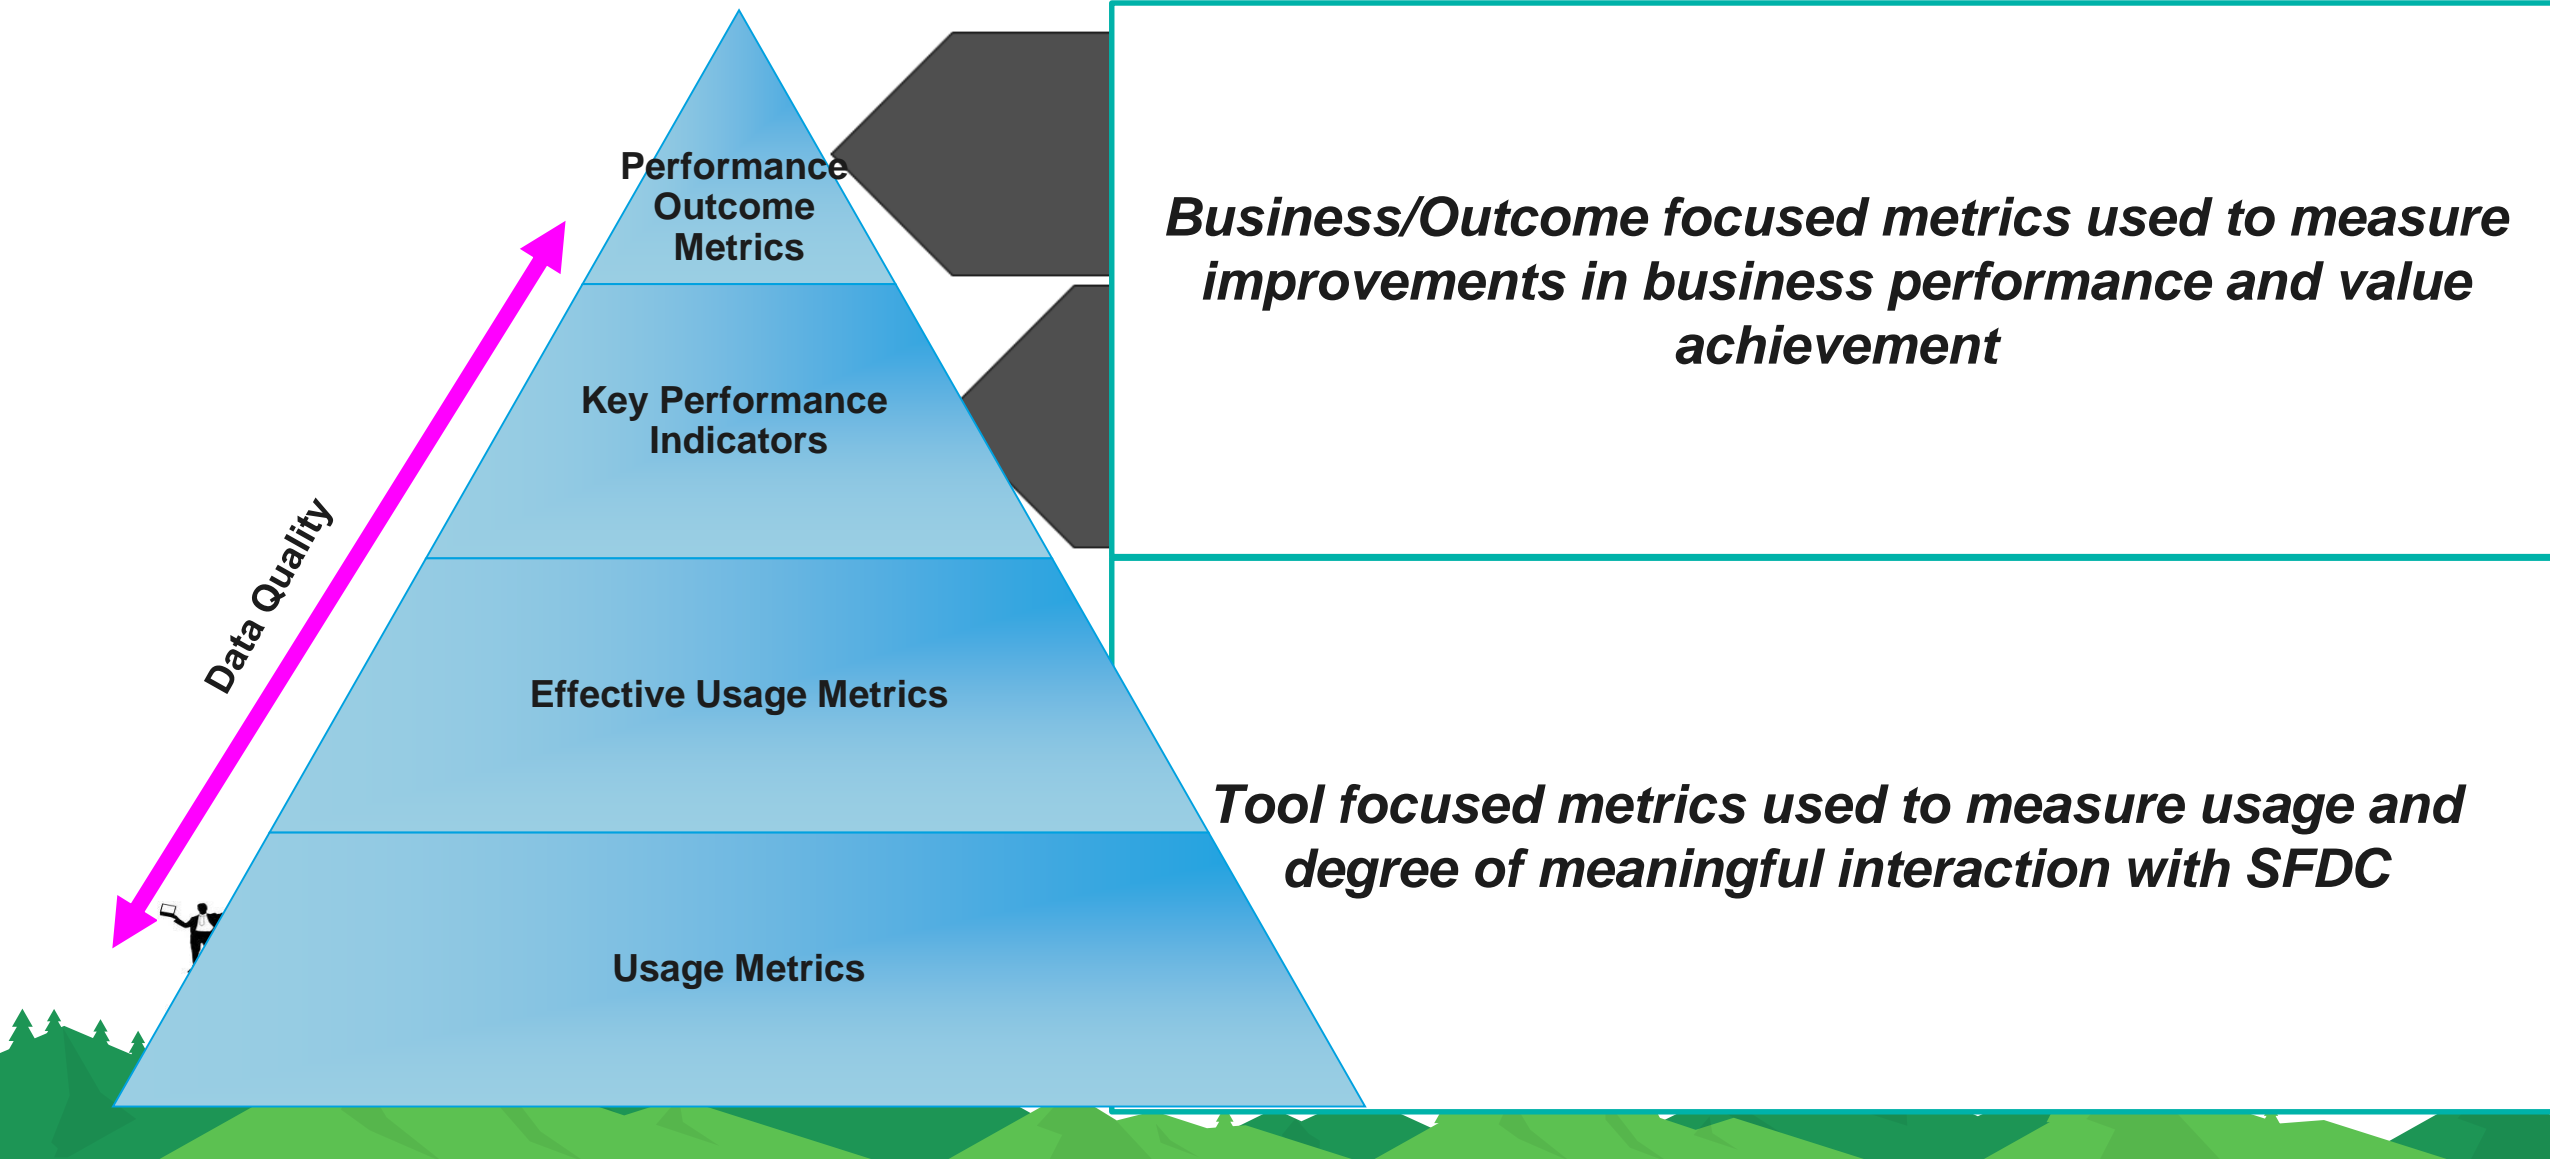 Performance
Outcome
Metrics
Key Performance
Indicators
Effective Usage Metrics
Usage Metrics
Data Quality
Business/Outcome focused metrics used to measure
improvements in business performance and value
achievement
Tool focused metrics used to measure usage and
degree of meaningful interaction with SFDC